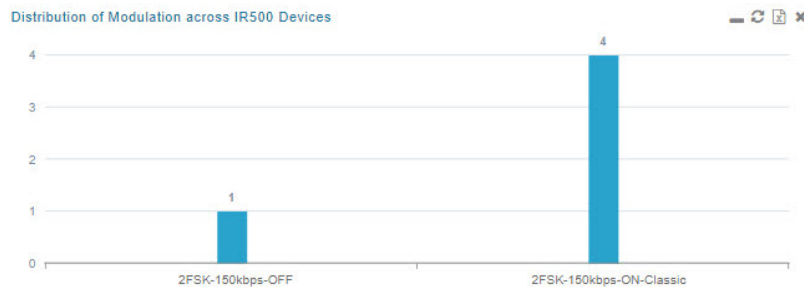 Distribution of Modulation across IR500 Devices
4
4
3
2
1
1
0
2FSK-150kbps-OFF
2FSK-150kbps-ON-Classic